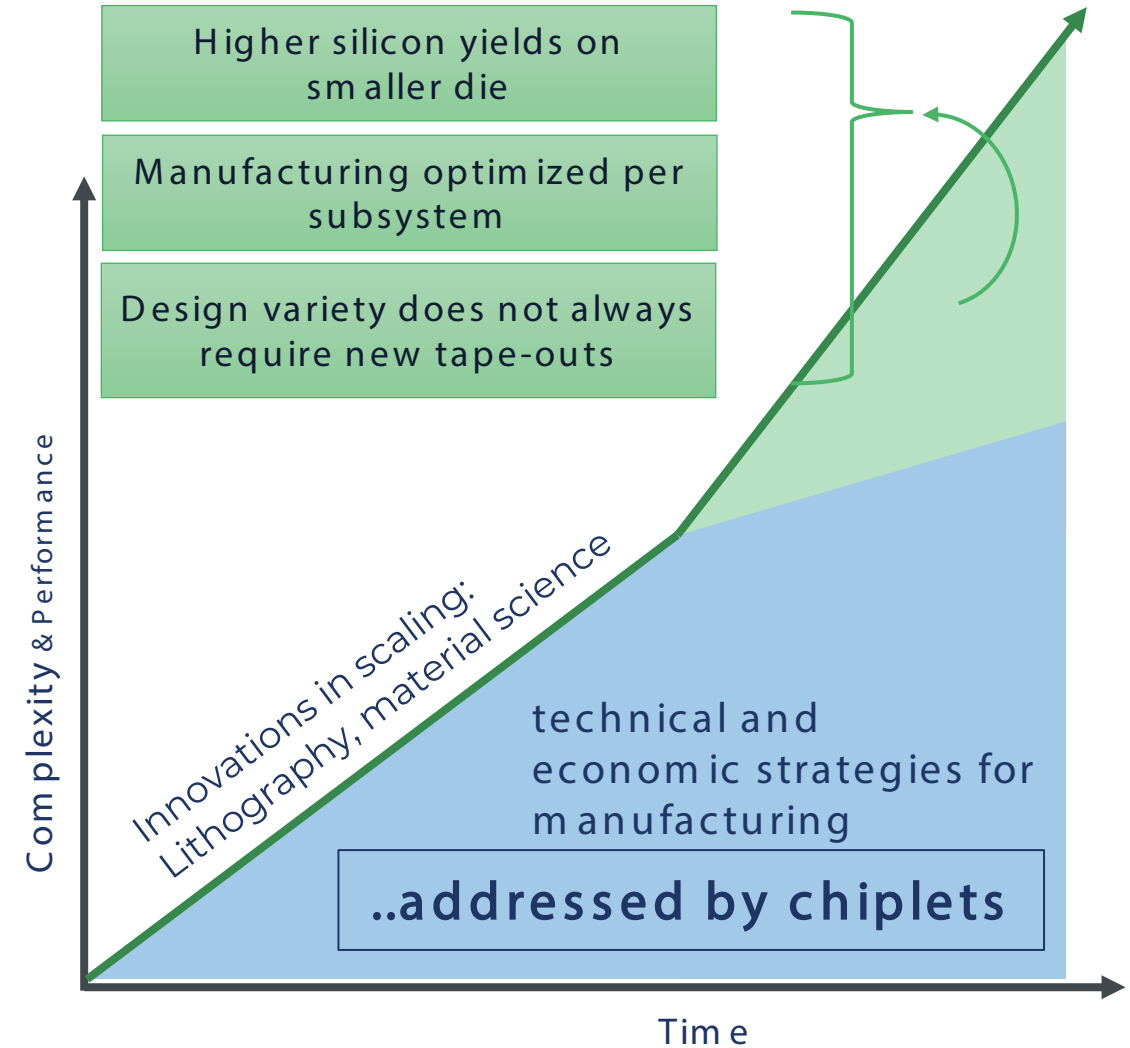 Higher silicon yields on
smaller die
Manufacturing optimized per
subsystem
Design variety does not always
require new tape-outs
Complexity & Performance
Innovations in scaling:
Lithography, material science
technical and
economic strategies for
manufacturing
..addressed by chiplets
Time